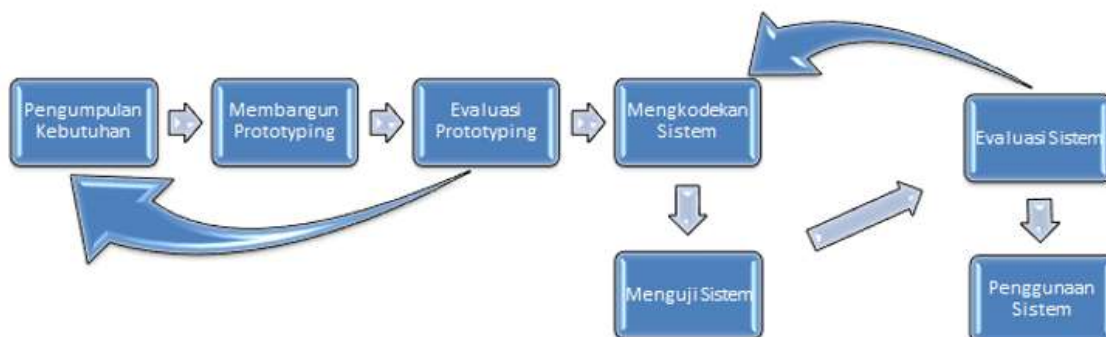 Pengumpulan
Kebutuhan
Membangun
Prototyping
Evaluasi
Prototyping
Mengkodekan
Sistem
Menguji Sistem
Evaluasi Sistem
Penggunaan
Sistem